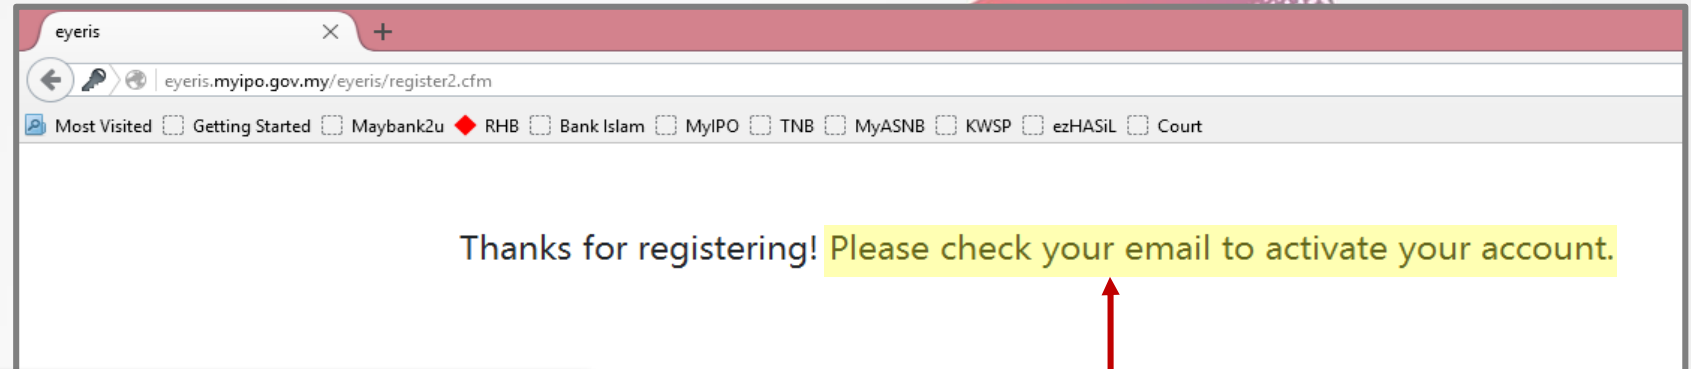 eyeris
eyeris.myipo.gov.my/eyeris/register2.cfm
Most Visited Getting Started Maybank2u RHB Bank Islam MyIPO TNB MyASNB KWSP ezHASiL Court
Thanks for registering! Please check your email to activate your account.